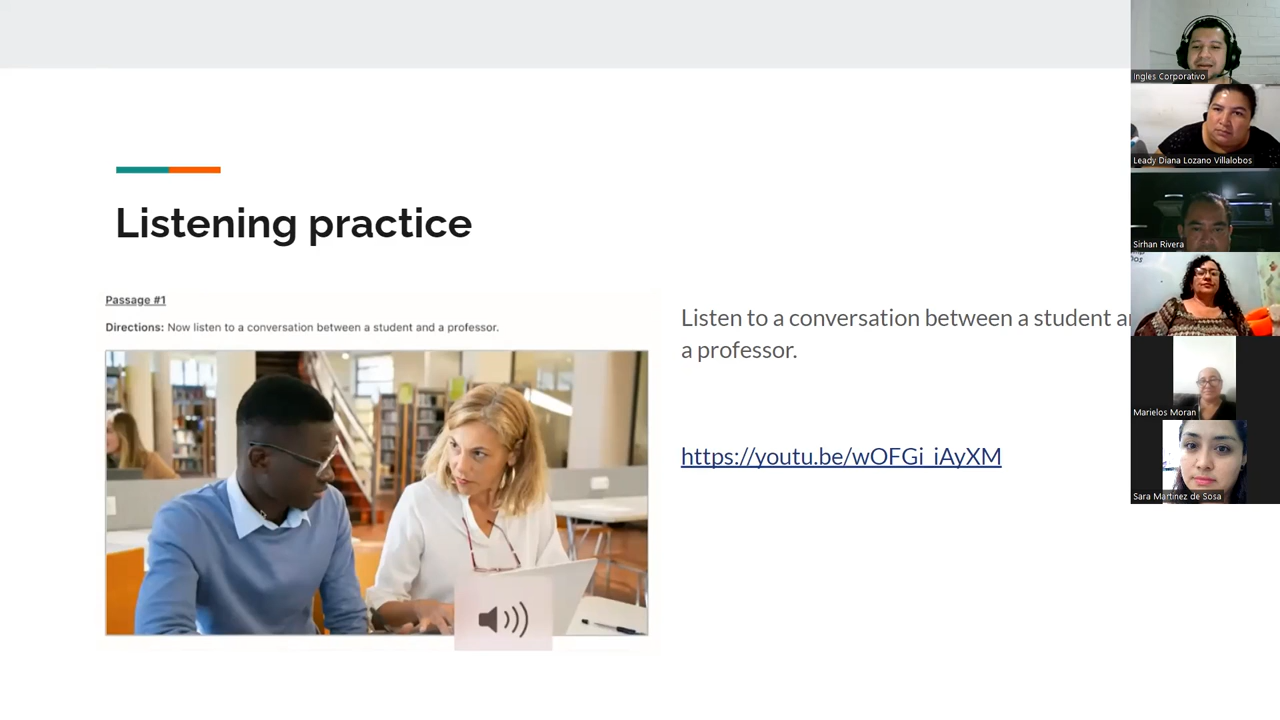 Listening practice
Passage #1
Directions: Now listen to a conversation between a student and a professor.
Listen to a conversation between a student
a professor.
https://youtu.be/wOFGi_iAyXM
Ingles Corporativo
Leady Diana Lozano Villalobos
Sirhan Rivera
Marielos Moran
Sara Martinez de Sosa